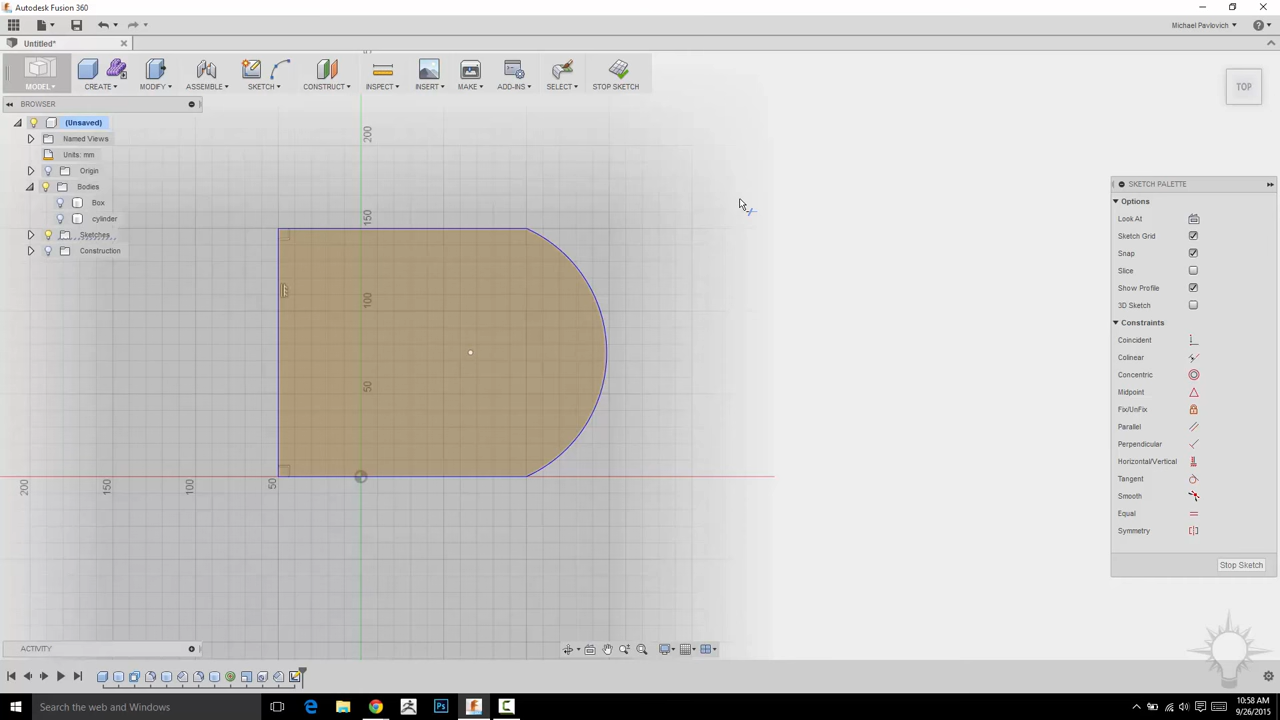 Autodesk Fusion 360
Michael Pavlovich
Untitled*
MODEL
CREATE
MODIFY
ASSEMBLE
SKETCH
CONSTRUCT
INSPECT
INSERT
MAKE
ADD-INS
SELECT
STOP SKETCH
TOP
BROWSER
(Unsaved)
Named Views
Units: mm
Origin
Bodies
Box
cylinder
Sketches
Construction
200
150
100
50
200
150
100
50
SKETCH PALETTE
Options
Look At
Sketch Grid
Snap
Slice
Show Profile
3D Sketch
Constraints
Coincident
Colinear
Concentric
Midpoint
Fix/UnFix
Parallel
Perpendicular
Horizontal/Vertical
Tangent
Smooth
Equal
Symmetry
Stop Sketch
ACTIVITY
Search the web and Windows
10:58 AM
9/26/2015